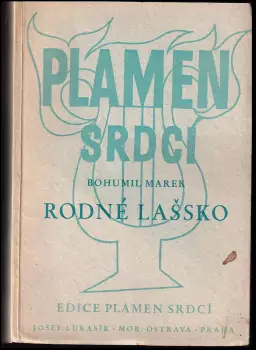 PLAMEN
SRDCÍ
BOHUMIL MAREK
RODNÉ LAŠSKO
EDICE PLAMEN SRDCÍ
JOSEF LUKASÍK · MOR. OSTRAVA - PRAHA